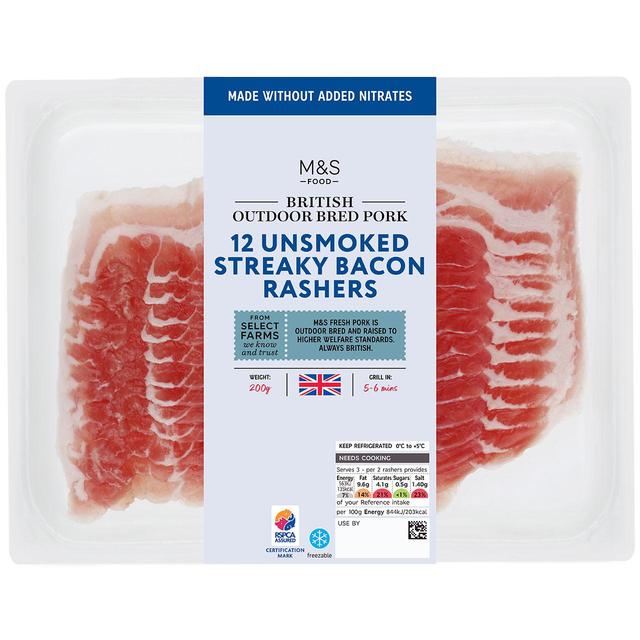 MADE WITHOUT ADDED NITRATES
M&S
FOOD
BRITISH
OUTDOOR BRED PORK
12 UNSMOKED
STREAKY BACON
RASHERS
FROM
SELECT
FARMS
we know
and trust
M&S FRESH PORK IS
OUTDOOR BRED AND RAISED TO
HIGHER WELFARE STANDARDS.
ALWAYS BRITISH.
WEIGHT:
200g
GRILL IN:
5-6 mins
KEEP REFRIGERATED 0°C to +5°C
NEEDS COOKING
Serves 3 - per 2 rashers provides
Energy Fat Saturates Sugars Salt
563KJ 9.6g 4.1g 0.5g 1.40g
135kcal
7% 14% 21% <1% 23%
of your Reference intake
per 100g Energy 844kJ/203kcal
USE BY
RSPCA
ASSURED
CERTIFICATION
MARK
freezable